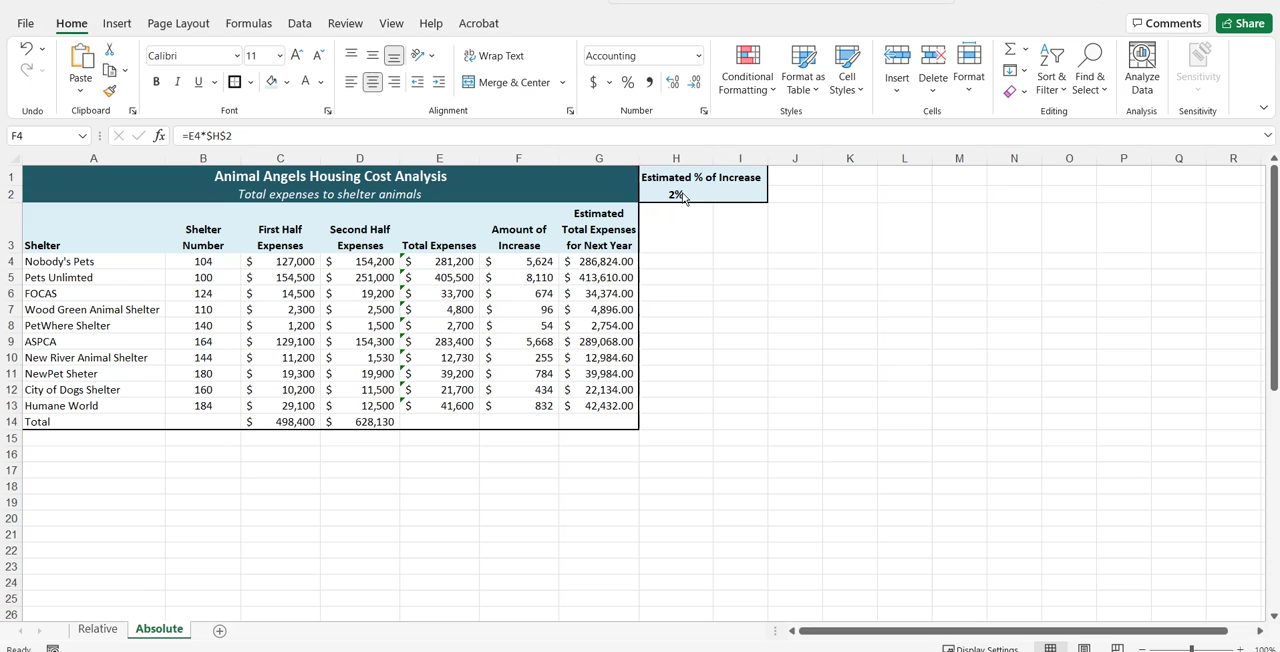 File Home Insert Page Layout Formulas Data Review View Help Acrobat Comments Share
Calibri 11 Wrap Text Accounting
Paste Conditional Formatting Format as Table Cell Styles Insert Delete Format Sort & Filter Find & Select Analyze Data Sensitivity
B I U A Merge & Center $ % 9
Undo Clipboard Font Alignment Number Styles Cells Editing Analysis Sensitivity
F4 fx =E4*$H$2
A B C D E F G H I J K L M N O P Q R
1 Animal Angels Housing Cost Analysis Estimated % of Increase
2 Total expenses to shelter animals 2%
3 Shelter Shelter Number First Half Expenses Second Half Expenses Total Expenses Amount of Increase Estimated Total Expenses for Next Year
4 Nobody's Pets 104 $ 127,000 $ 154,200 $ 281,200 $ 5,624 $ 286,824.00
5 Pets Unlimted 100 $ 154,500 $ 251,000 $ 405,500 $ 8,110 $ 413,610.00
6 FOCAS 124 $ 14,500 $ 19,200 $ 33,700 $ 674 $ 34,374.00
7 Wood Green Animal Shelter 110 $ 2,300 $ 2,500 $ 4,800 $ 96 $ 4,896.00
8 PetWhere Shelter 140 $ 1,200 $ 1,500 $ 2,700 $ 54 $ 2,754.00
9 ASPCA 164 $ 129,100 $ 154,300 $ 283,400 $ 5,668 $ 289,068.00
10 New River Animal Shelter 144 $ 11,200 $ 1,530 $ 12,730 $ 255 $ 12,984.60
11 NewPet Sheter 180 $ 19,300 $ 19,900 $ 39,200 $ 784 $ 39,984.00
12 City of Dogs Shelter 160 $ 10,200 $ 11,500 $ 21,700 $ 434 $ 22,134.00
13 Humane World 184 $ 29,100 $ 12,500 $ 41,600 $ 832 $ 42,432.00
14 Total $ 498,400 $ 628,130
15
16
17
18
19
20
21
22
23
24
25
26
Relative Absolute
Ready Display Settings 100%